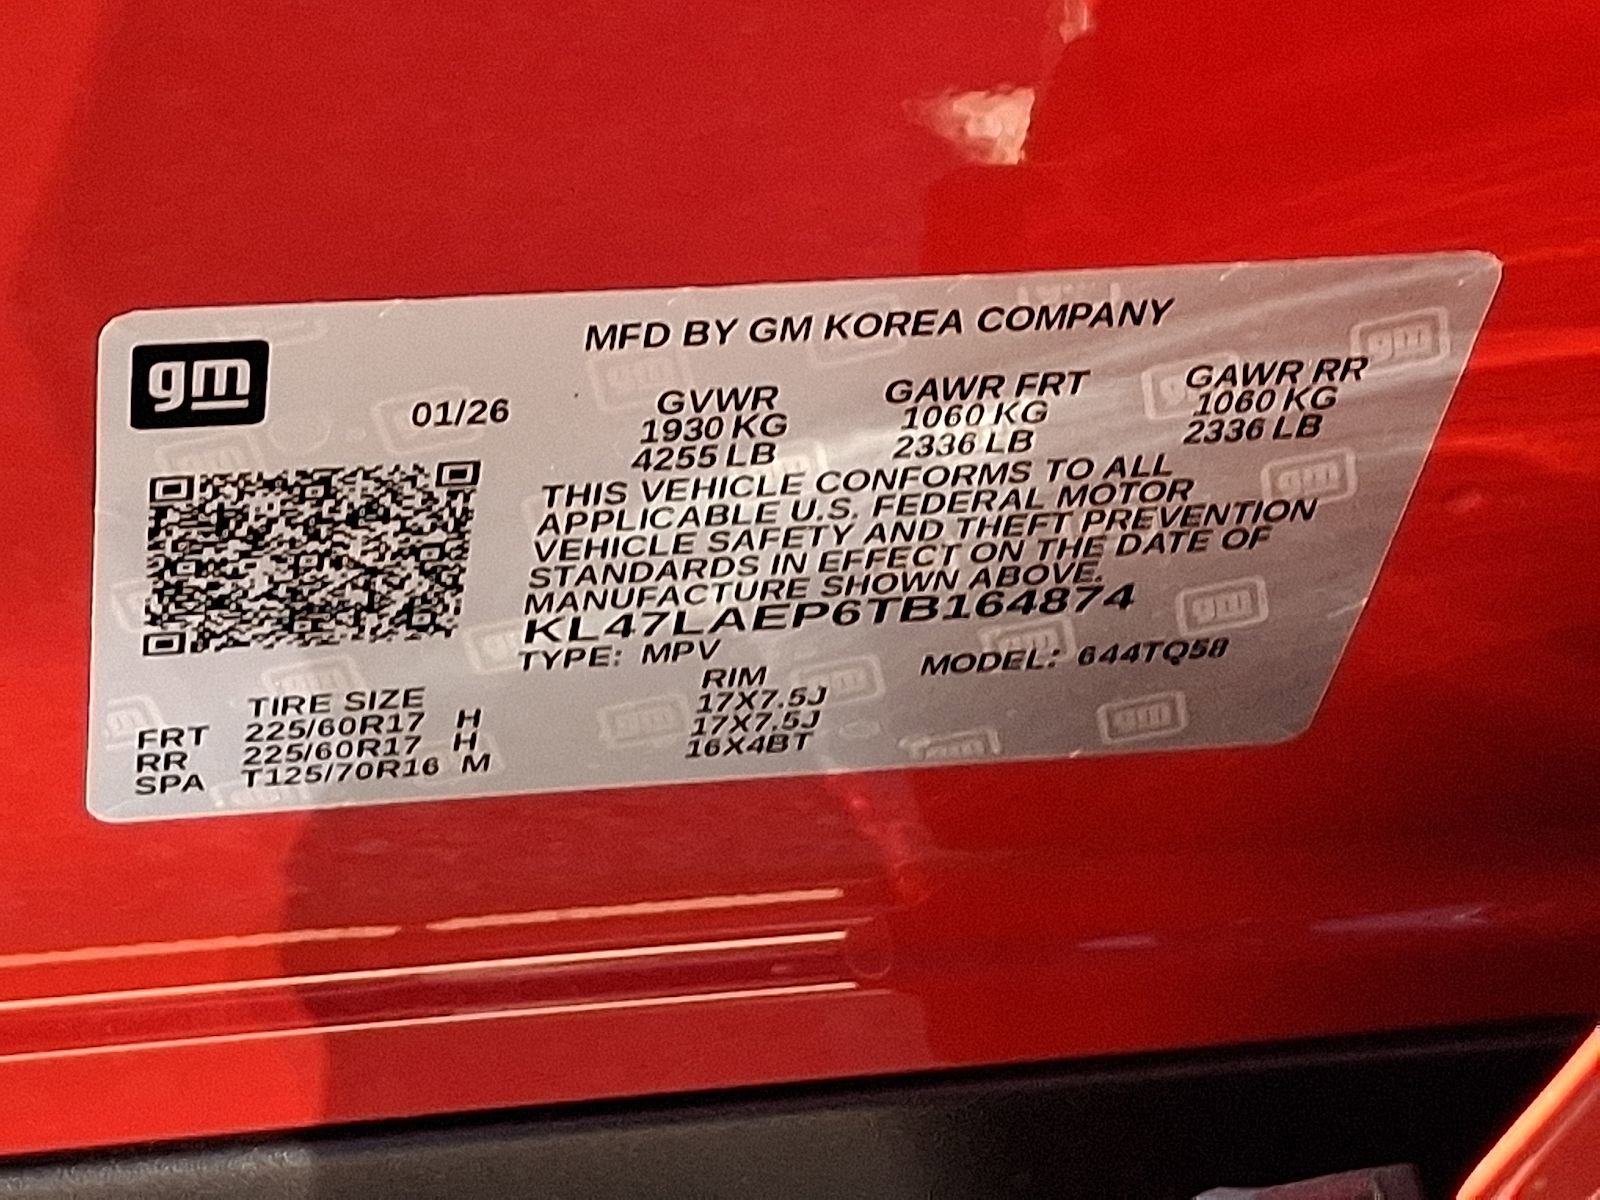 gm
MFD BY GM KOREA COMPANY
01/26 GVWR GAWR FRT GAWR RR
1930 KG 1060 KG 1060 KG
4255 LB 2336 LB 2336 LB
THIS VEHICLE CONFORMS TO ALL
APPLICABLE U.S. FEDERAL MOTOR
VEHICLE SAFETY AND THEFT PREVENTION
STANDARDS IN EFFECT ON THE DATE OF
MANUFACTURE SHOWN ABOVE.
KL47LAEP6TB164874
TYPE: MPV MODEL: 644TQ58
TIRE SIZE RIM
FRT 225/60R17 H 17X7.5J
RR 225/60R17 H 17X7.5J
SPA T125/70R16 M 16X4BT